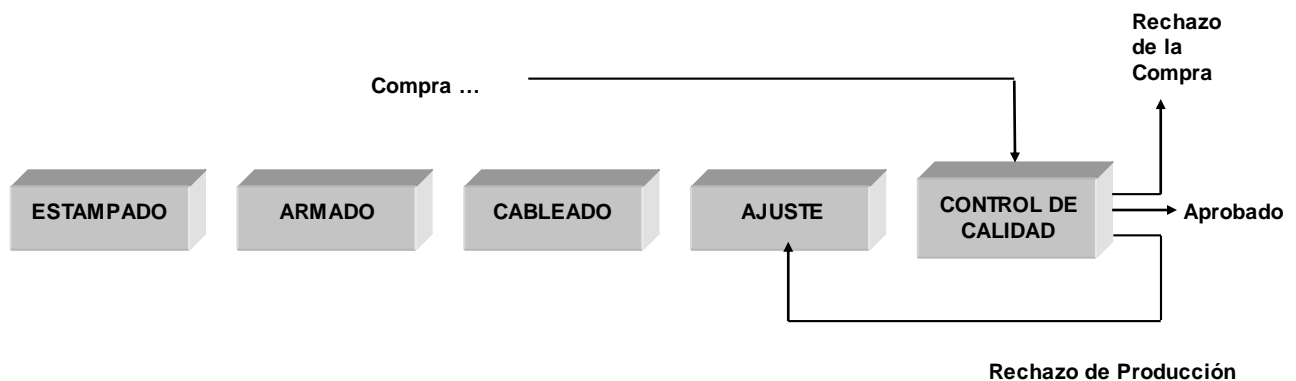 Rechazo
de la
Compra
Compra …
ESTAMPADO
ARMADO
CABLEADO
AJUSTE
CONTROL DE
CALIDAD
Aprobado
Rechazo de Producción